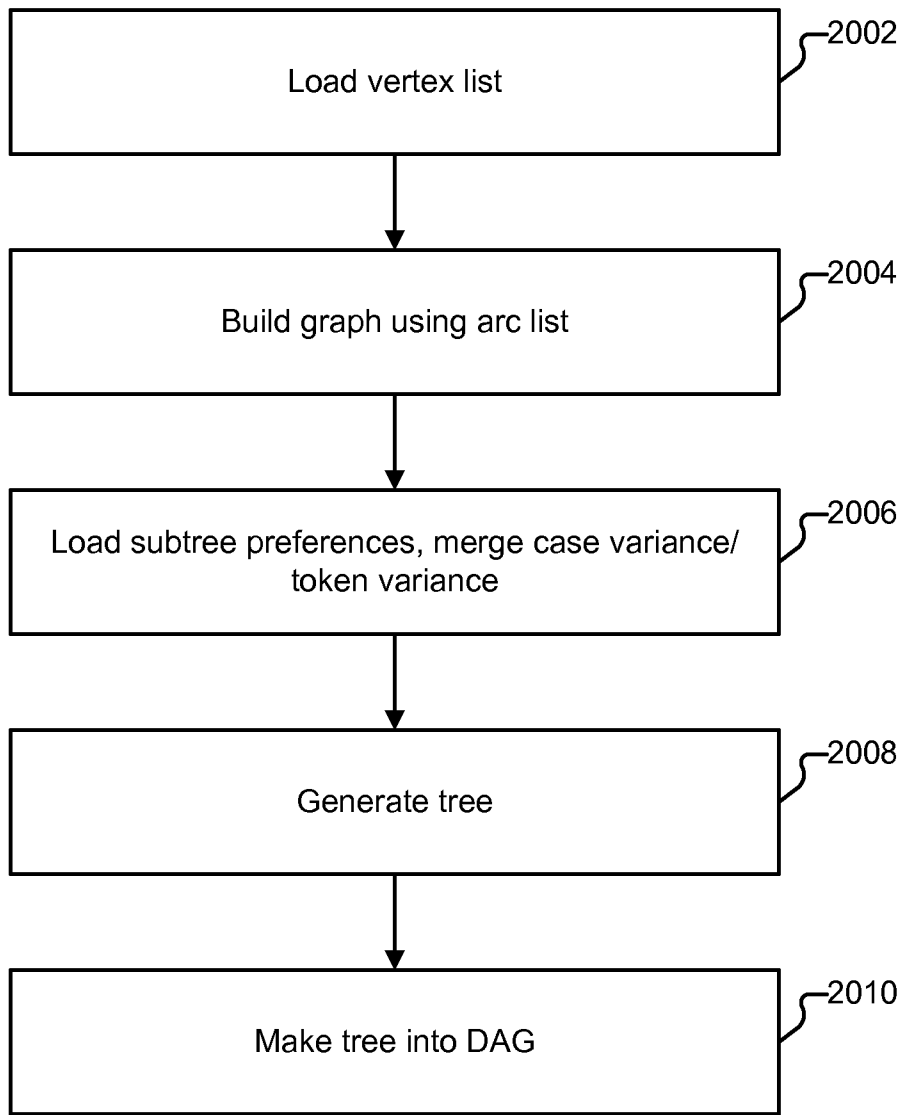 2002
Load vertex list
2004
Build graph using arc list
2006
Load subtree preferences, merge case variance/
token variance
2008
Generate tree
2010
Make tree into DAG